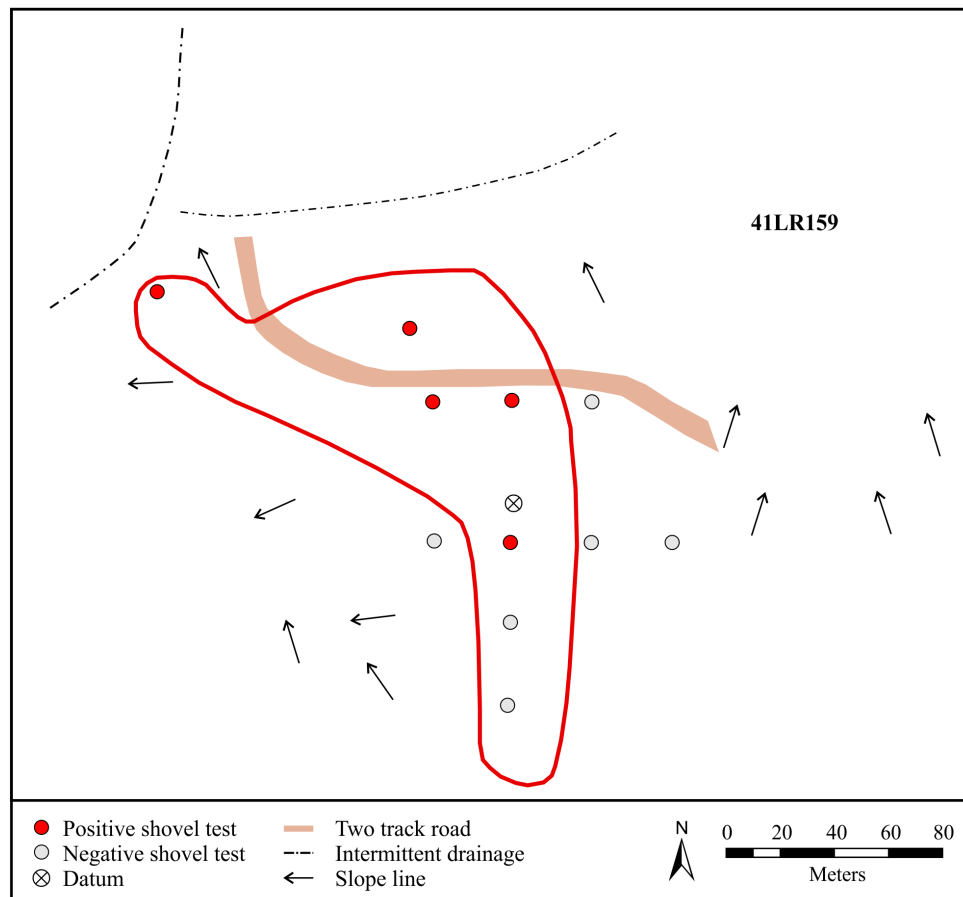 41LR159
Positive shovel test
Negative shovel test
Datum
Two track road
Intermittent drainage
Slope line
N
0 20 40 60 80
Meters